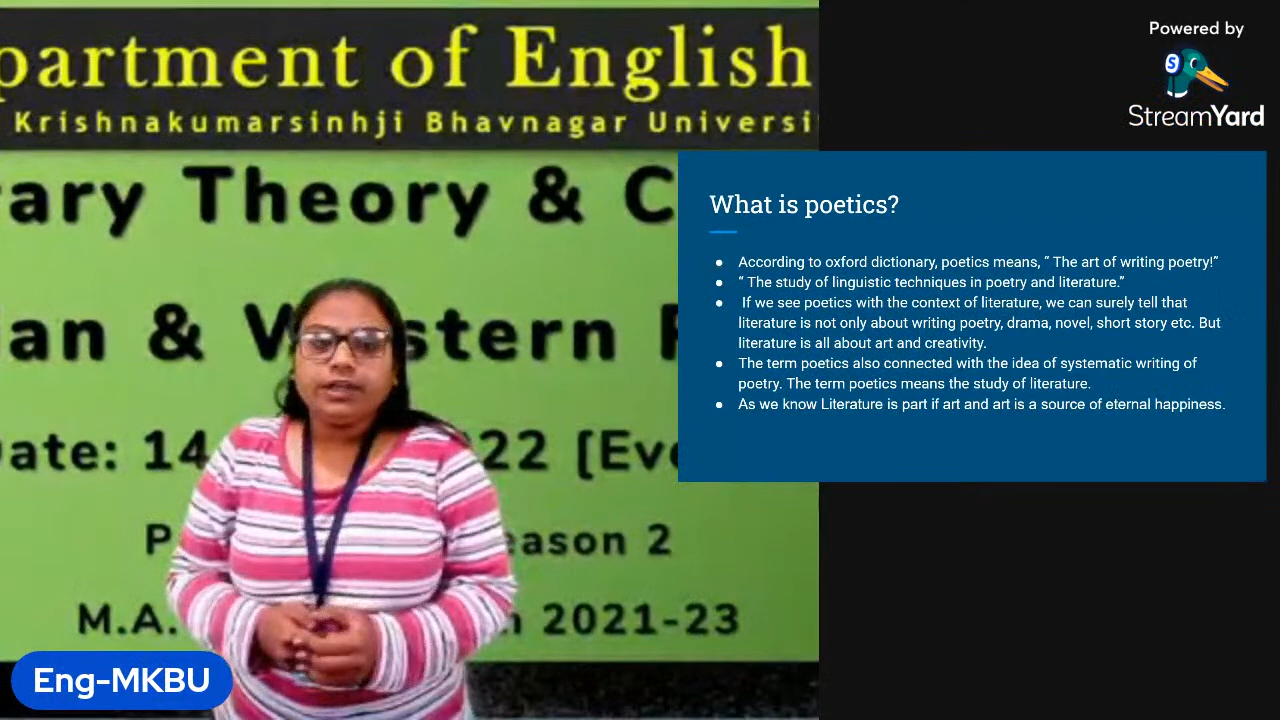 partment of English
Krishnakumarsinhji Bhavnagar Universi
rary Theory & C
ian & Western
ate: 14 22 [Eve
P eason 2
M.A. n 2021-23
Eng-MKBU
Powered by
StreamYard
What is poetics?
● According to oxford dictionary, poetics means, “ The art of writing poetry!”
● “ The study of linguistic techniques in poetry and literature.”
● If we see poetics with the context of literature, we can surely tell that
literature is not only about writing poetry, drama, novel, short story etc. But
literature is all about art and creativity.
● The term poetics also connected with the idea of systematic writing of
poetry. The term poetics means the study of literature.
● As we know Literature is part if art and art is a source of eternal happiness.